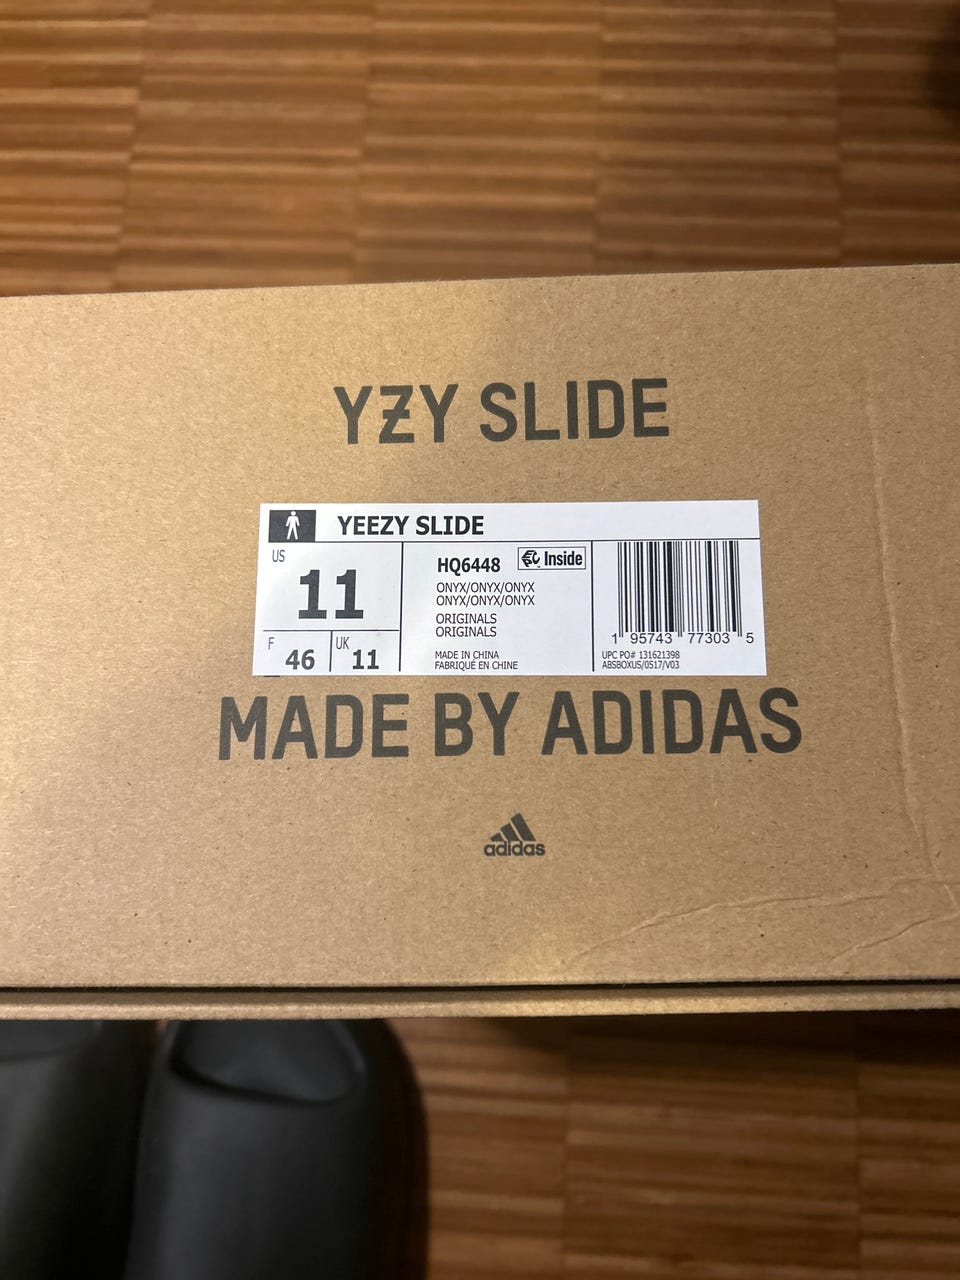 YZY SLIDE
YEEZY SLIDE
US
11
F
46
UK
11
HQ6448
EC Inside
ONYX/ONYX/ONYX
ONYX/ONYX/ONYX
ORIGINALS
ORIGINALS
MADE IN CHINA
FABRIQUÉ EN CHINE
1 95743 77303 5
UPC PO# 131621398
ABSBOXUS/0517/V03
MADE BY ADIDAS
adidas